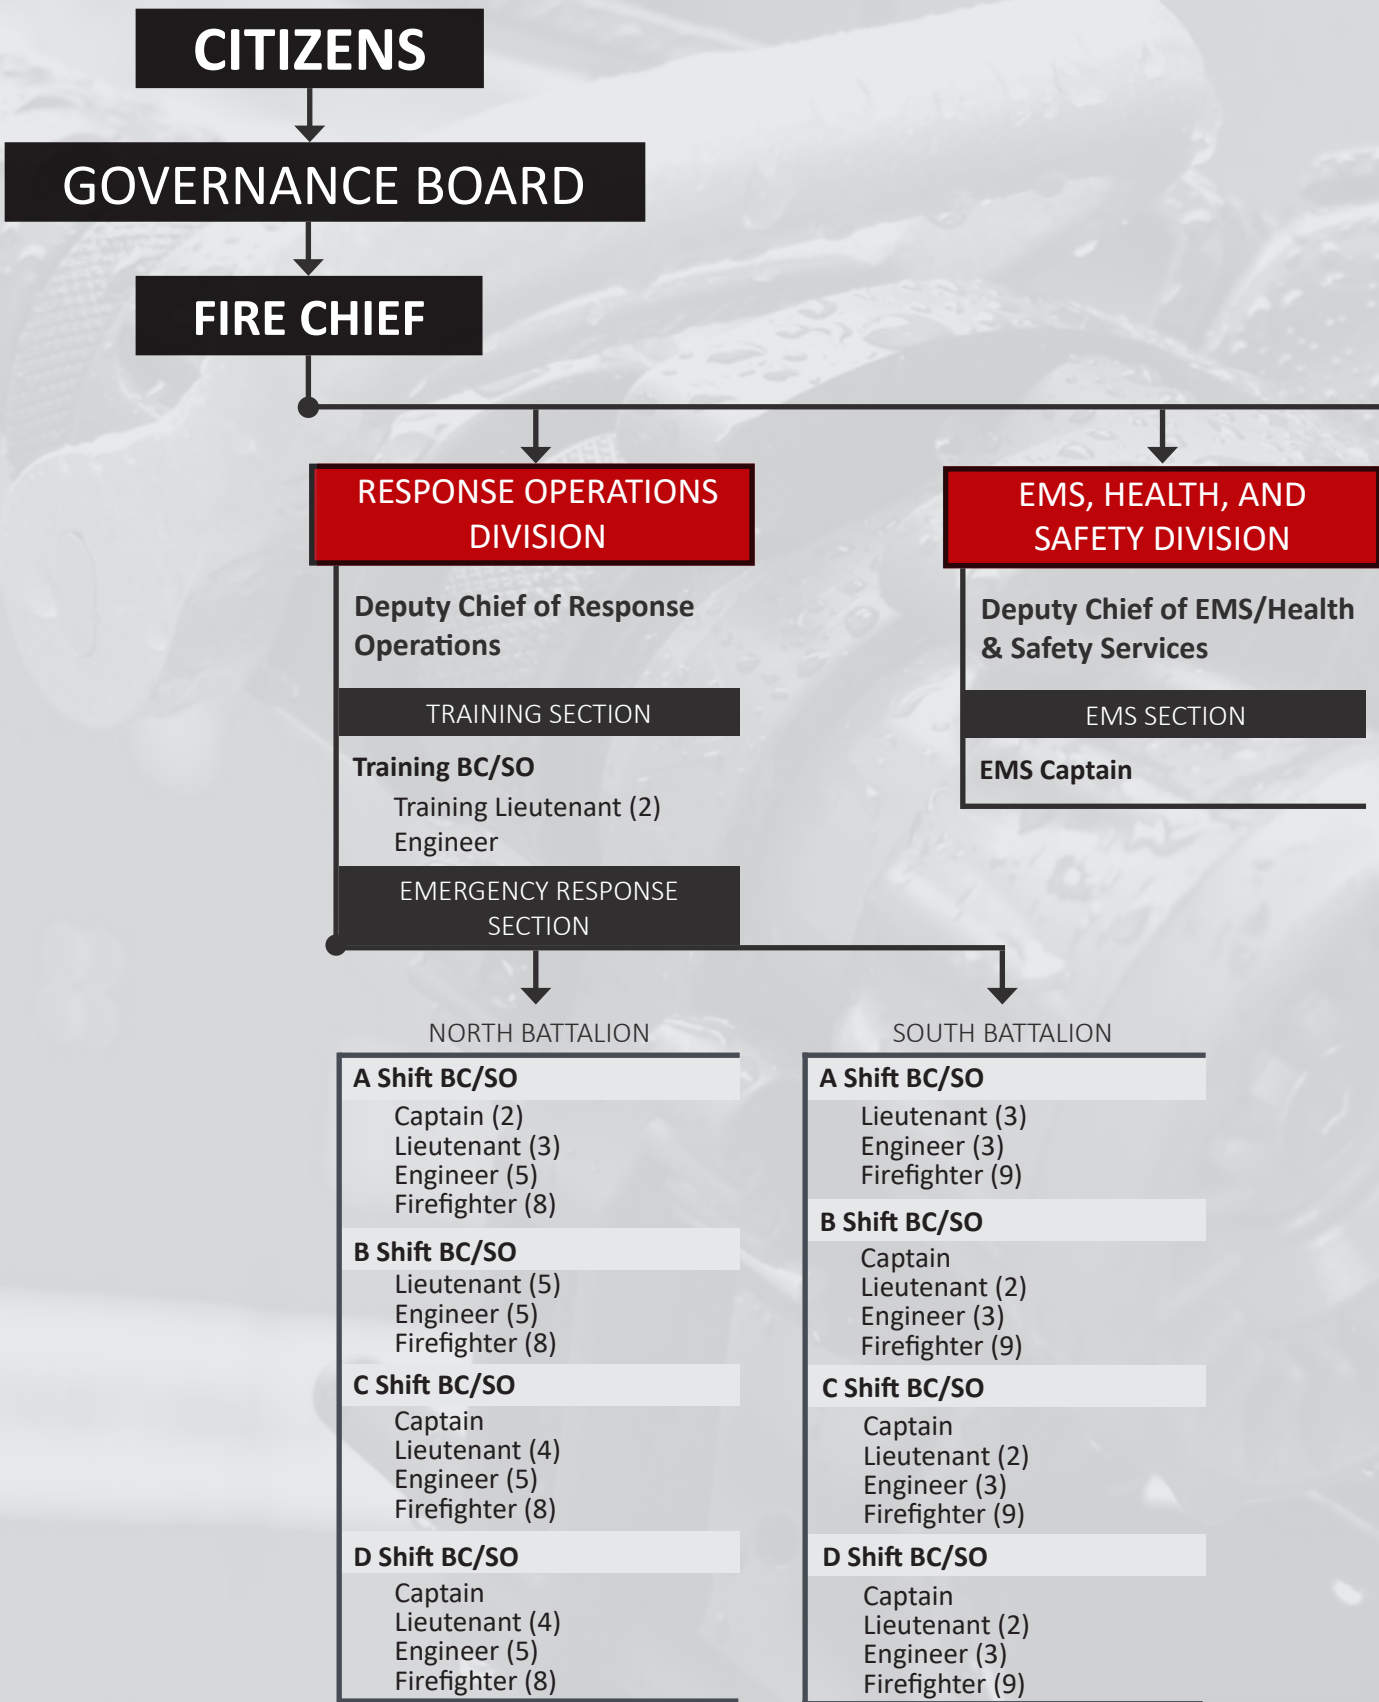 CITIZENS
GOVERNANCE BOARD
FIRE CHIEF
RESPONSE OPERATIONS
DIVISION
Deputy Chief of Response
Operations
TRAINING SECTION
Training BC/SO
Training Lieutenant (2)
Engineer
EMERGENCY RESPONSE
SECTION
EMS, HEALTH, AND
SAFETY DIVISION
Deputy Chief of EMS/Health
& Safety Services
EMS SECTION
EMS Captain
NORTH BATTALION
A Shift BC/SO
Captain (2)
Lieutenant (3)
Engineer (5)
Firefighter (8)
B Shift BC/SO
Lieutenant (5)
Engineer (5)
Firefighter (8)
C Shift BC/SO
Captain
Lieutenant (4)
Engineer (5)
Firefighter (8)
D Shift BC/SO
Captain
Lieutenant (4)
Engineer (5)
Firefighter (8)
SOUTH BATTALION
A Shift BC/SO
Lieutenant (3)
Engineer (3)
Firefighter (9)
B Shift BC/SO
Captain
Lieutenant (2)
Engineer (3)
Firefighter (9)
C Shift BC/SO
Captain
Lieutenant (2)
Engineer (3)
Firefighter (9)
D Shift BC/SO
Captain
Lieutenant (2)
Engineer (3)
Firefighter (9)